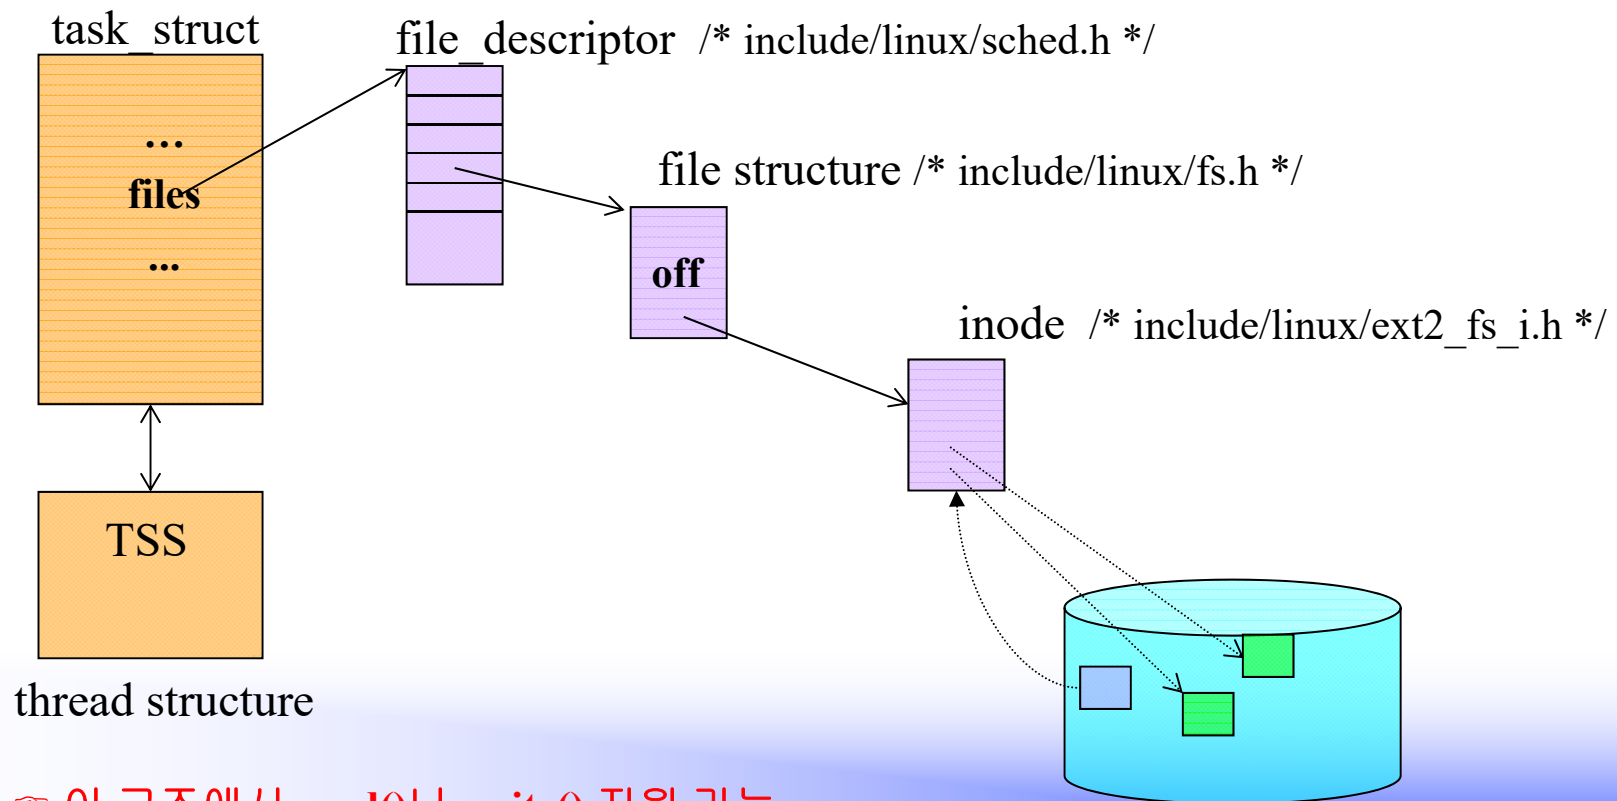 task_struct
file_descriptor /* include/linux/sched.h */
...
files
...
file structure /* include/linux/fs.h */
off
inode /* include/linux/ext2_fs_i.h */
TSS
thread structure